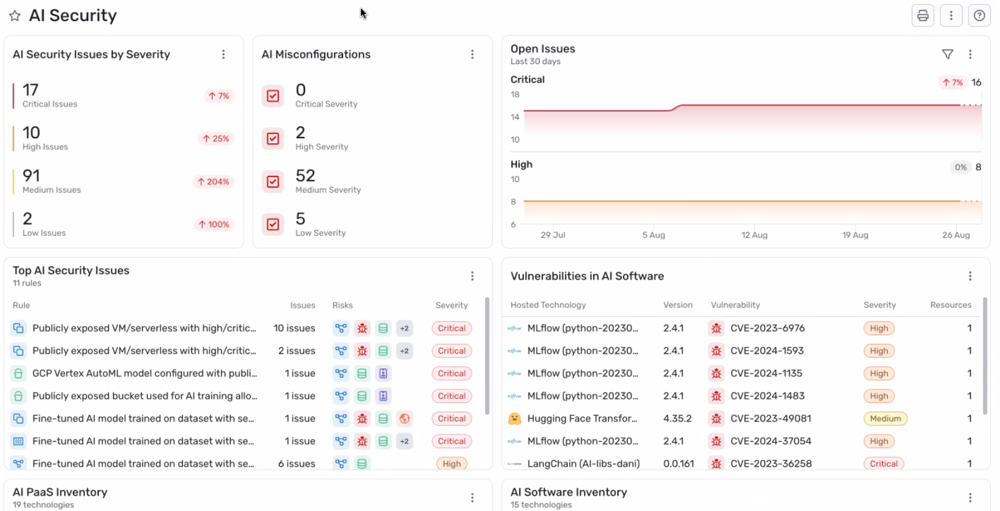 AI Security
AI Security Issues by Severity
17
Critical Issues
7%
10
High Issues
25%
91
Medium Issues
204%
2
Low Issues
100%
AI Misconfigurations
0
Critical Severity
2
High Severity
52
Medium Severity
5
Low Severity
Open Issues
Last 30 days
Critical
7% 16
18
14
10
High
0% 8
10
8
6
29 Jul 5 Aug 12 Aug 19 Aug 26 Aug
Top AI Security Issues
11 rules
Rule Issues Risks Severity
Publicly exposed VM/serverless with high/critic... 10 issues +2 Critical
Publicly exposed VM/serverless with high/critic... 2 issues +2 Critical
GCP Vertex AutoML model configured with publi... 1 issue Critical
Publicly exposed bucket used for AI training allo... 1 issue Critical
Fine-tuned AI model trained on dataset with se... 1 issue Critical
Fine-tuned AI model trained on dataset with se... 1 issue +2 Critical
Fine-tuned AI model trained on dataset with se... 6 issues High
Vulnerabilities in AI Software
Hosted Technology Version Vulnerability Severity Resources
mlflow MLflow (python-20230... 2.4.1 CVE-2023-6976 High 1
mlflow MLflow (python-20230... 2.4.1 CVE-2024-1593 High 1
mlflow MLflow (python-20230... 2.4.1 CVE-2024-1135 High 1
mlflow MLflow (python-20230... 2.4.1 CVE-2024-1483 High 1
Hugging Face Transfor... 4.35.2 CVE-2023-49081 Medium 1
mlflow MLflow (python-20230... 2.4.1 CVE-2024-37054 High 1
LangChain (AI-libs-dani) 0.0.161 CVE-2023-36258 Critical 1
AI PaaS Inventory
19 technologies
AI Software Inventory
15 technologies